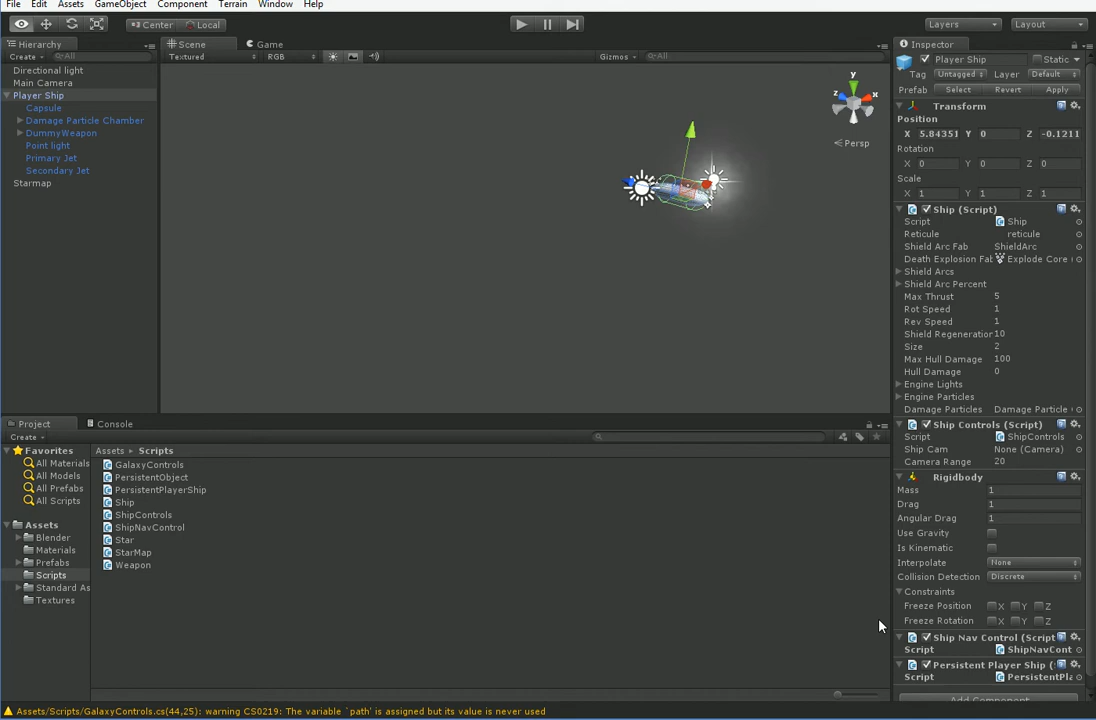 File Edit Assets GameObject Component Terrain Window Help
Center Local Layers Layout
Hierarchy Scene Game Inspector
Create All Textured RGB Gizmos All Player Ship Static
Directional light Tag Untagged Layer Default
Main Camera Prefab Select Revert Apply
Player Ship
Capsule
Damage Particle Chamber
DummyWeapon
Point light
Primary Jet
Secondary Jet
Starmap
y
z x
Persp
Transform
Position
X 5.84351 Y 0 Z -0.1211
Rotation
X 0 Y 0 Z 0
Scale
X 1 Y 1 Z 1
Ship (Script)
Script Ship
Reticule reticule
Shield Arc Fab ShieldArc
Death Explosion Fab Explode Core
Shield Arcs
Shield Arc Percent
Max Thrust 5
Rot Speed 1
Rev Speed 1
Shield Regeneration 10
Size 2
Max Hull Damage 100
Hull Damage 0
Engine Lights
Engine Particles
Damage Particles Damage Particle
Ship Controls (Script)
Script ShipControls
Ship Cam None (Camera)
Camera Range 20
Rigidbody
Mass 1
Drag 1
Angular Drag 1
Use Gravity
Is Kinematic
Interpolate None
Collision Detection Discrete
Constraints
Freeze Position X Y Z
Freeze Rotation X Y Z
Ship Nav Control (Script
Script ShipNavCont
Persistent Player Ship (
Script PersistentPla
Add Component
Project Console
Create
Favorites
All Materials
All Models
All Prefabs
All Scripts
Assets
Blender
Materials
Prefabs
Scripts
Standard As
Textures
Assets Scripts
GalaxyControls
PersistentObject
PersistentPlayerShip
Ship
ShipControls
ShipNavControl
Star
StarMap
Weapon
Assets/Scripts/GalaxyControls.cs(44,25): warning CS0219: The variable `path' is assigned but its value is never used